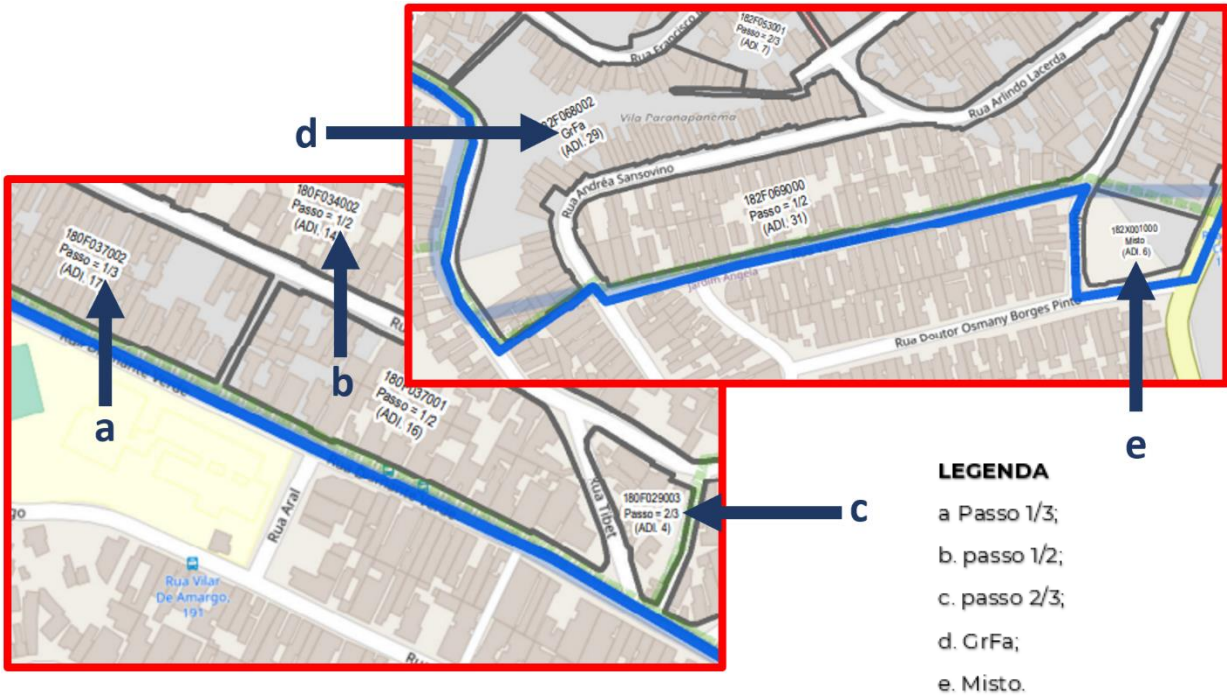 182F053001
Passo = 2/3
(ADI. 7)
Rua Francisco
Rua Arlindo Lacerda
d
82F068002
GrFa
(ADI. 29)
Vila Paranapanema
Rua Andréa Sansovino
182F069000
Passo = 1/2
(ADI. 31)
182X001000
Misto
(ADI. 6)
Jardim Angela
Rua Doutor Osmany Borges Pinto
e
180F034002
Passo = 1/2
(ADI. 14)
180F037002
Passo = 1/3
(ADI. 17)
Rua
b
a
180F037001
Passo = 1/2
(ADI. 16)
Rua Tibet
180F029003
Passo = 2/3
(ADI. 4)
c
Rua Aral
go
Rua Vilar
De Amargo,
191
LEGENDA
a Passo 1/3;
b. passo 1/2;
c. passo 2/3;
d. GrFa;
e. Misto.